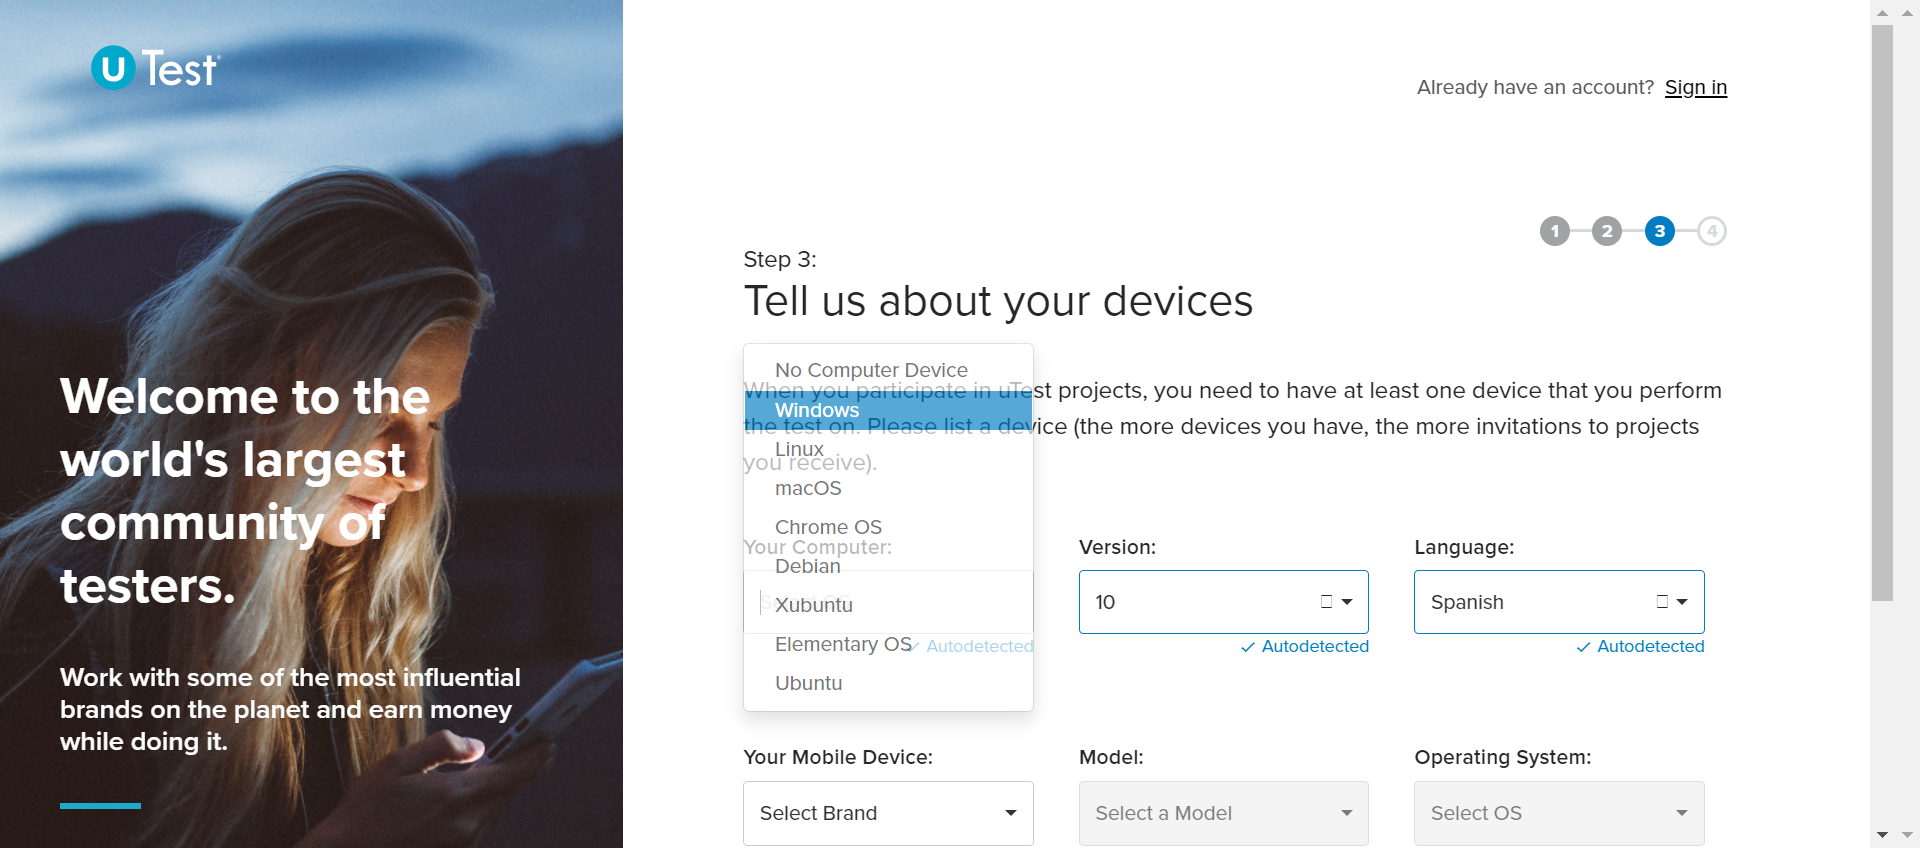 u Test
Welcome to the
world's largest
community of
testers.
Work with some of the most influential
brands on the planet and earn money
while doing it.
Already have an account? Sign in
1 2 3 4
Step 3:
Tell us about your devices
When you participate in uTest projects, you need to have at least one device that you perform
the test on. Please list a device (the more devices you have, the more invitations to projects
you receive).
No Computer Device
Windows
Linux
macOS
Chrome OS
Debian
Xubuntu
Elementary OS
Ubuntu
Your Computer:
Select OS
Autodetected
Version:
10
Autodetected
Language:
Spanish
Autodetected
Your Mobile Device:
Select Brand
Model:
Select a Model
Operating System:
Select OS